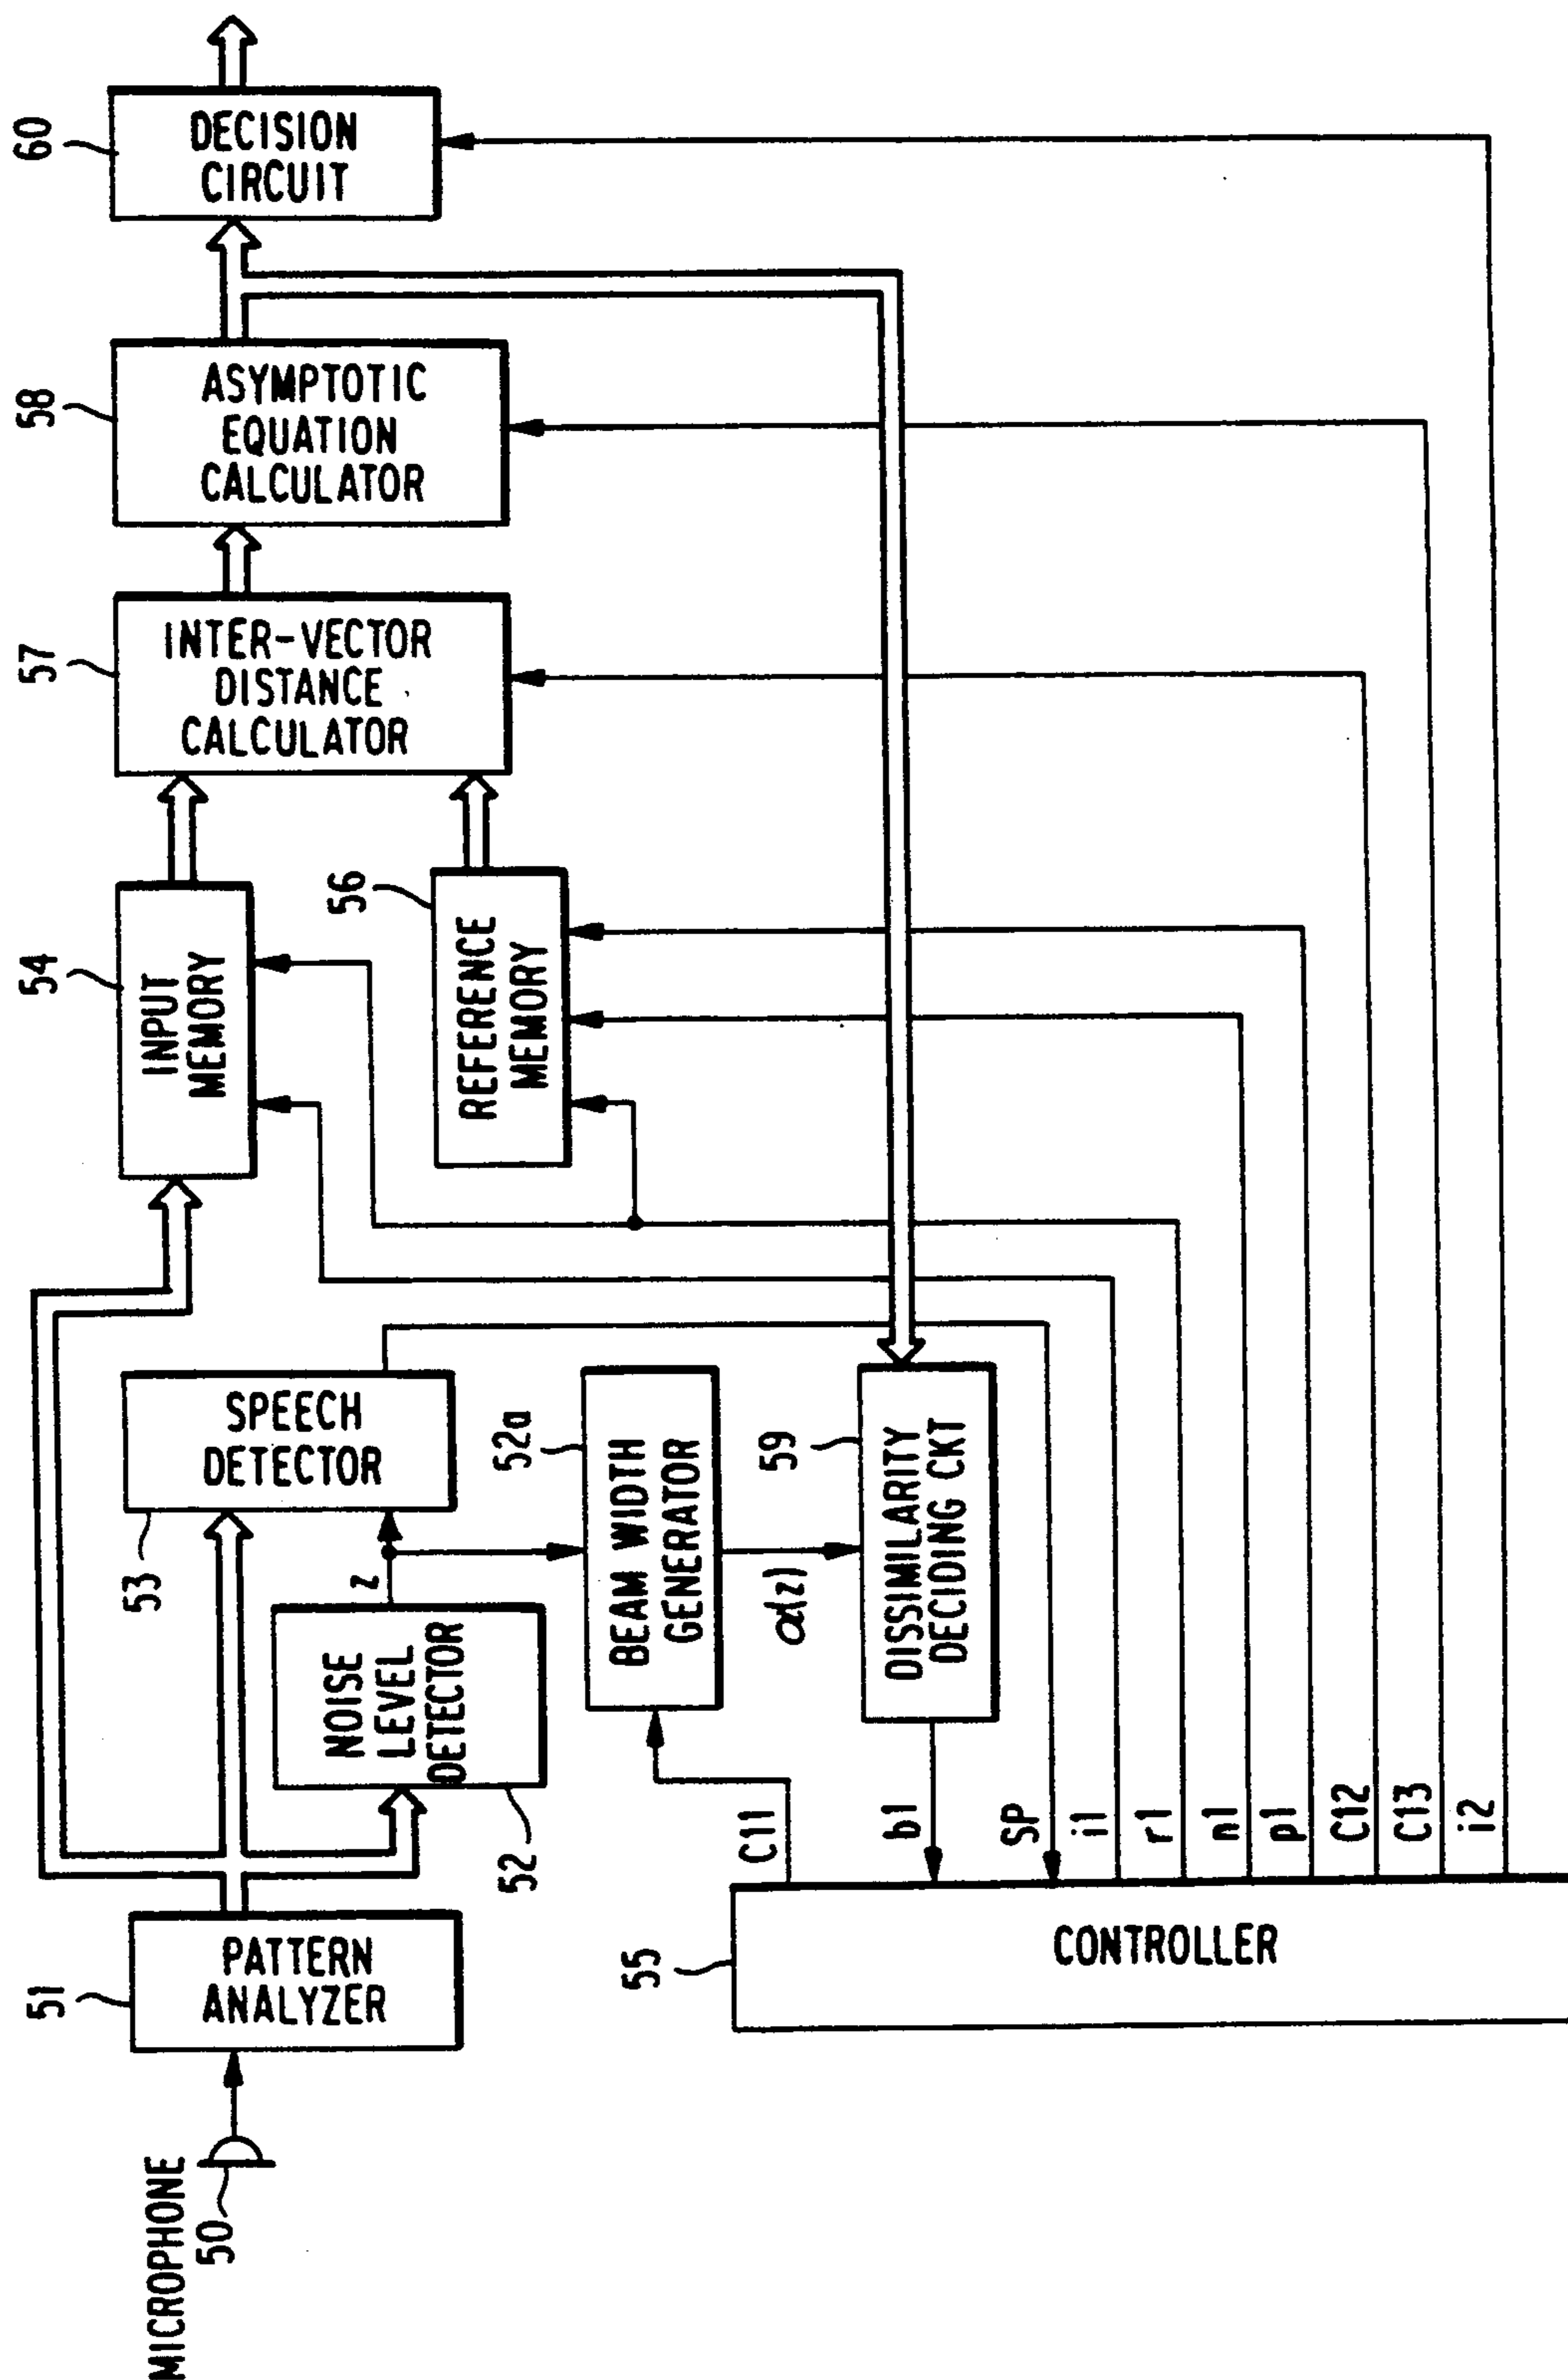 MICROPHONE
50
51
PATTERN
ANALYZER
52
NOISE
LEVEL
DETECTOR
z
53
SPEECH
DETECTOR
52a
BEAM WIDTH
GENERATOR
α(z)
59
DISSIMILARITY
DECIDING CKT
54
INPUT
MEMORY
56
REFERENCE
MEMORY
57
INTER-VECTOR
DISTANCE
CALCULATOR
58
ASYMPTOTIC
EQUATION
CALCULATOR
60
DECISION
CIRCUIT
55
CONTROLLER
C11
b1
SP
i1
r1
n1
p1
C12
C13
i2